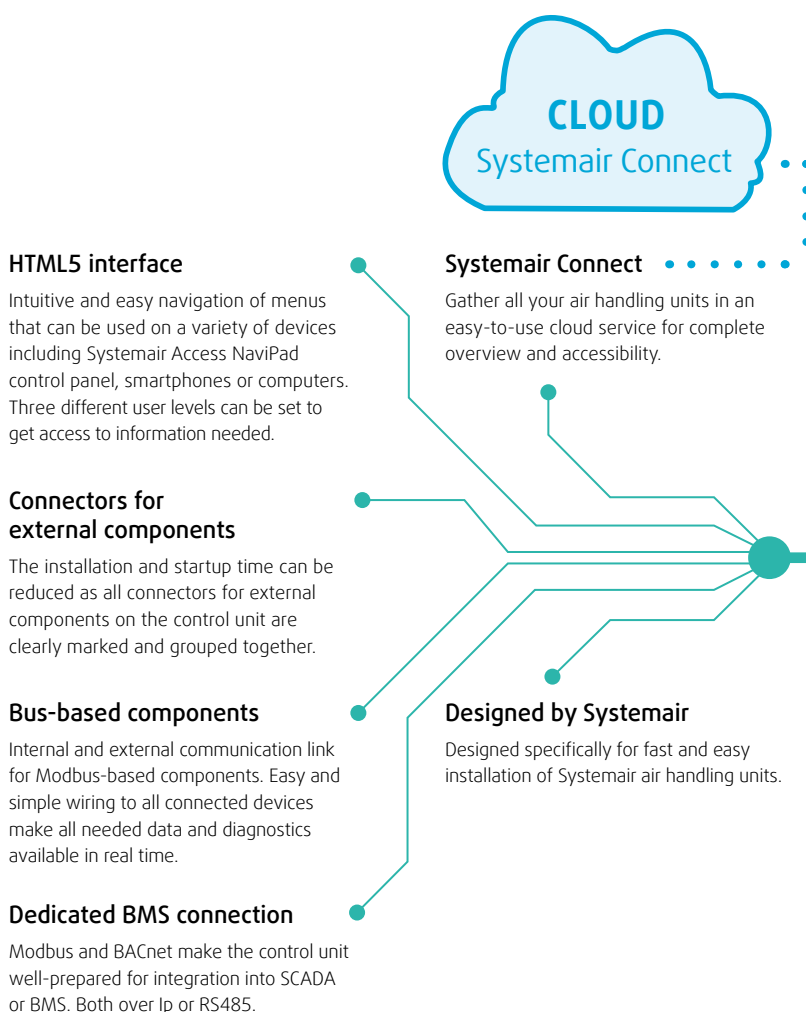 CLOUD
Systemair Connect
HTML5 interface
Intuitive and easy navigation of menus
that can be used on a variety of devices
including Systemair Access NaviPad
control panel, smartphones or computers.
Three different user levels can be set to
get access to information needed.
Systemair Connect
Gather all your air handling units in an
easy-to-use cloud service for complete
overview and accessibility.
Connectors for
external components
The installation and startup time can be
reduced as all connectors for external
components on the control unit are
clearly marked and grouped together.
Bus-based components
Internal and external communication link
for Modbus-based components. Easy and
simple wiring to all connected devices
make all needed data and diagnostics
available in real time.
Designed by Systemair
Designed specifically for fast and easy
installation of Systemair air handling units.
Dedicated BMS connection
Modbus and BACnet make the control unit
well-prepared for integration into SCADA
or BMS. Both over Ip or RS485.